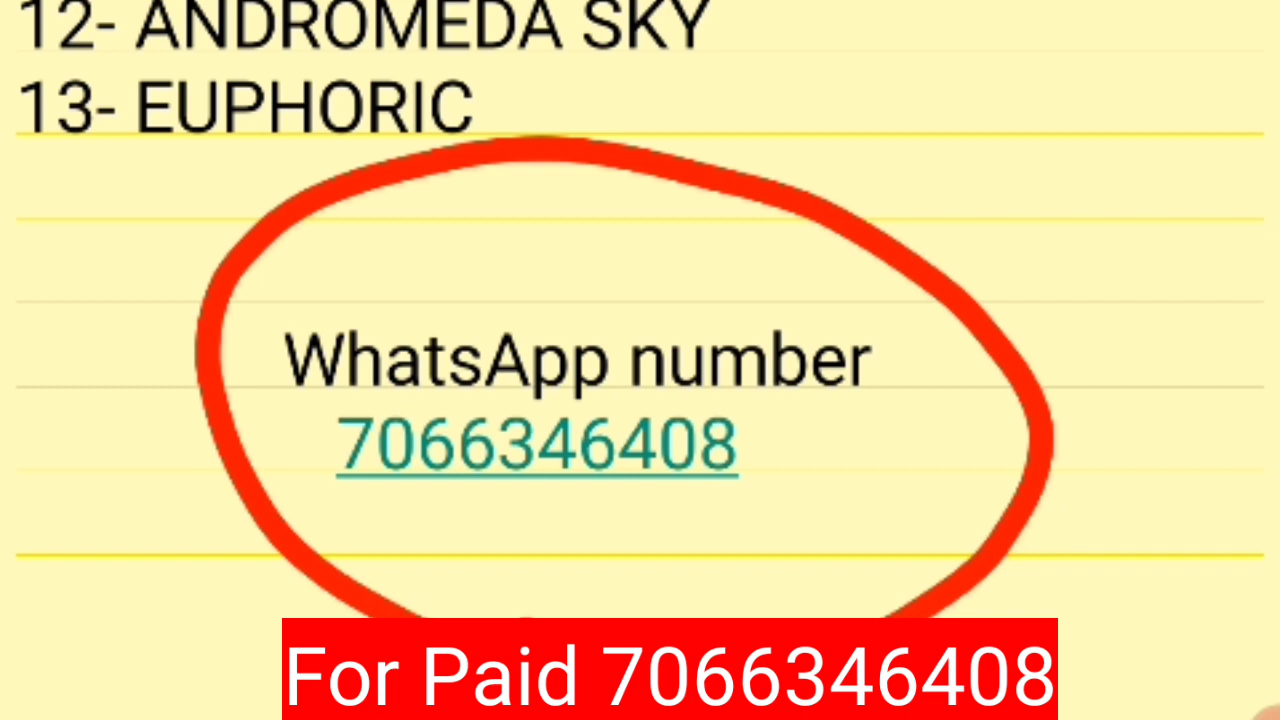 12- ANDROMEDA SKY
13- EUPHORIC
WhatsApp number
7066346408
For Paid 7066346408